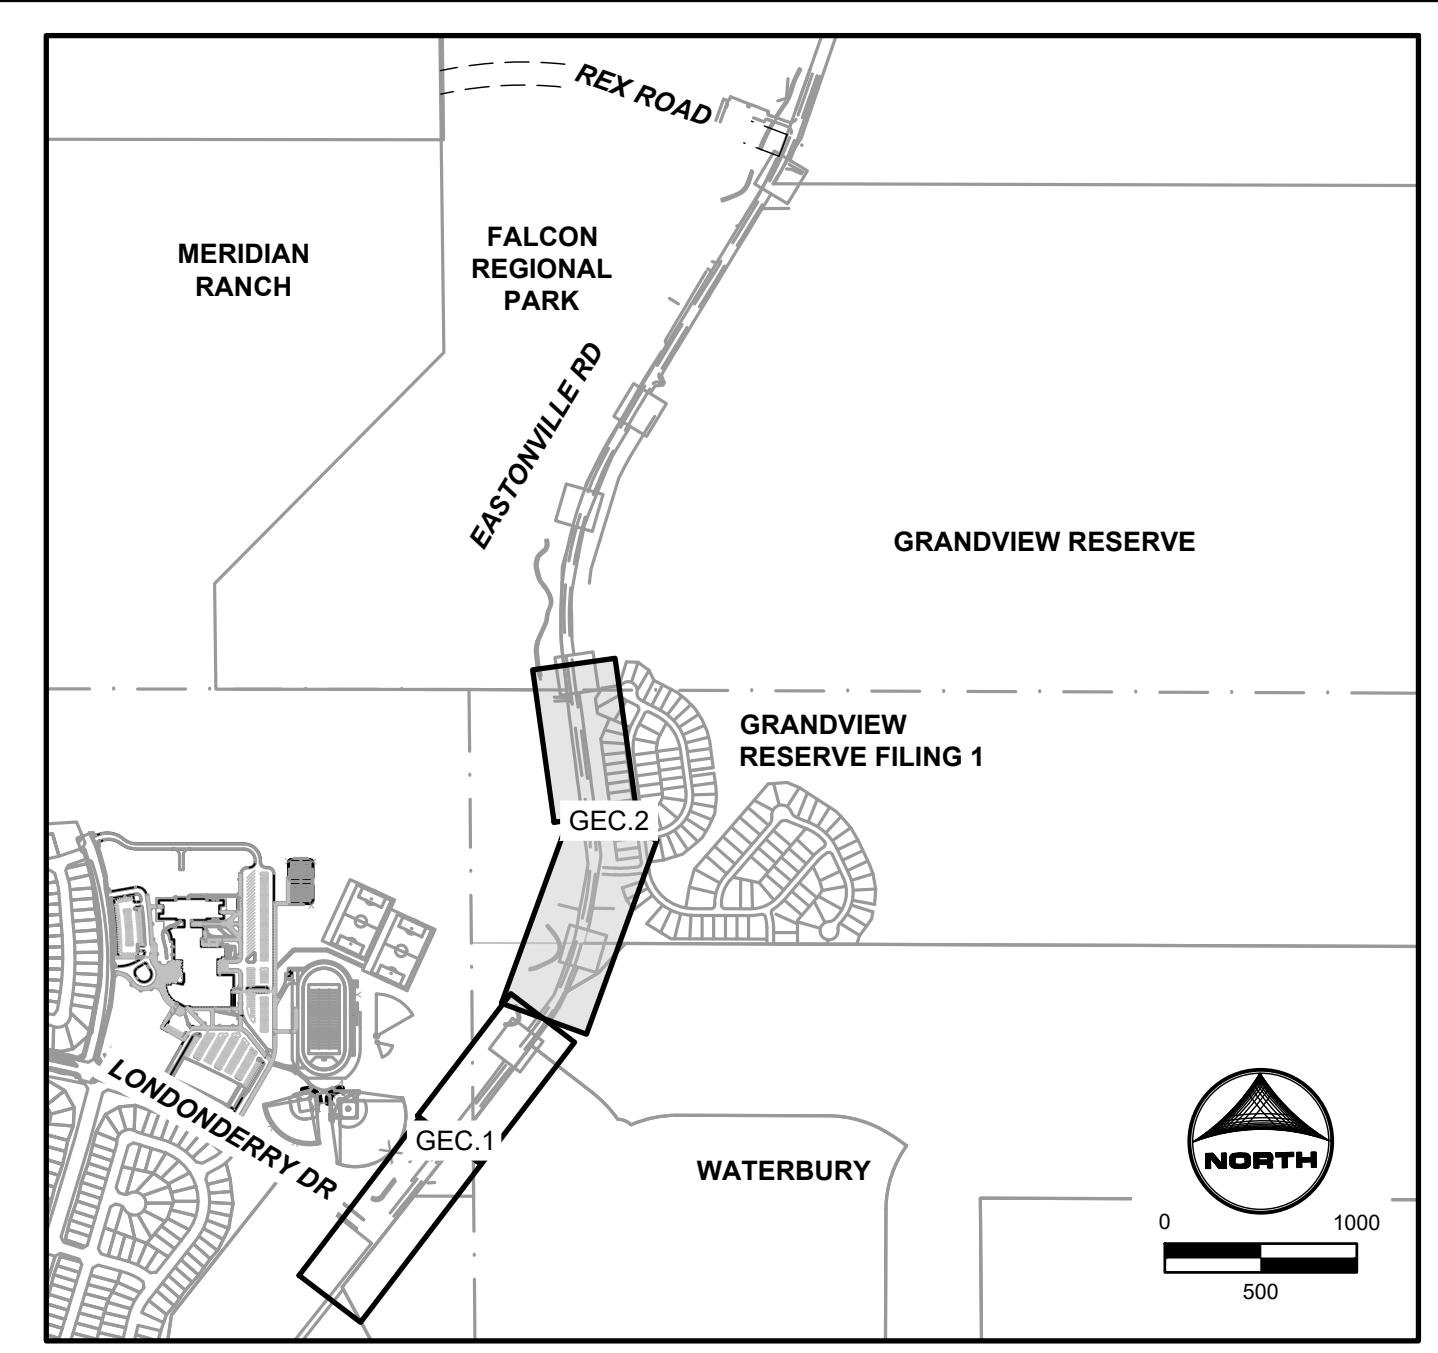 REX ROAD
MERIDIAN
RANCH
FALCON
REGIONAL
PARK
EASTONVILLE RD
GRANDVIEW RESERVE
GRANDVIEW
RESERVE FILING 1
GEC.2
LONDONDERRY DR
GEC.1
WATERBURY
NORTH
0 1000
500